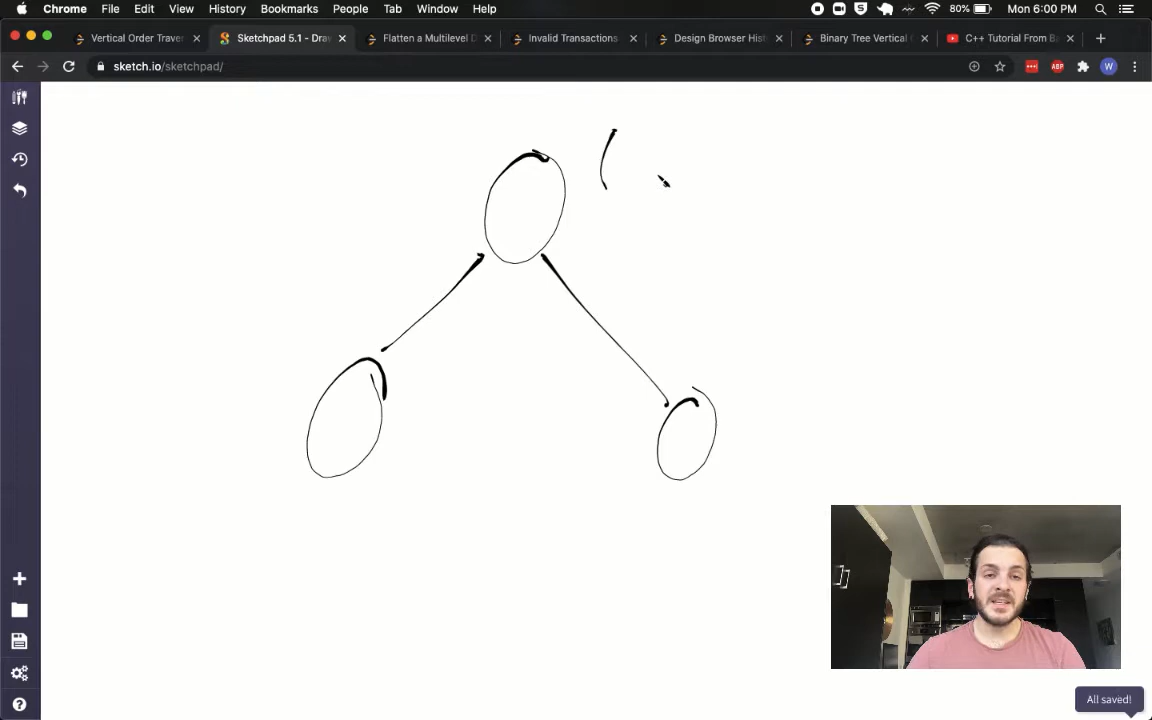 Chrome File Edit View History Bookmarks People Tab Window Help 80% Mon 6:00 PM
Vertical Order Traver Sketchpad 5.1 - Draw Flatten a Multilevel D Invalid Transactions Design Browser Hist Binary Tree Vertical C++ Tutorial From B
sketch.io/sketchpad/ ABP W
(
All saved!